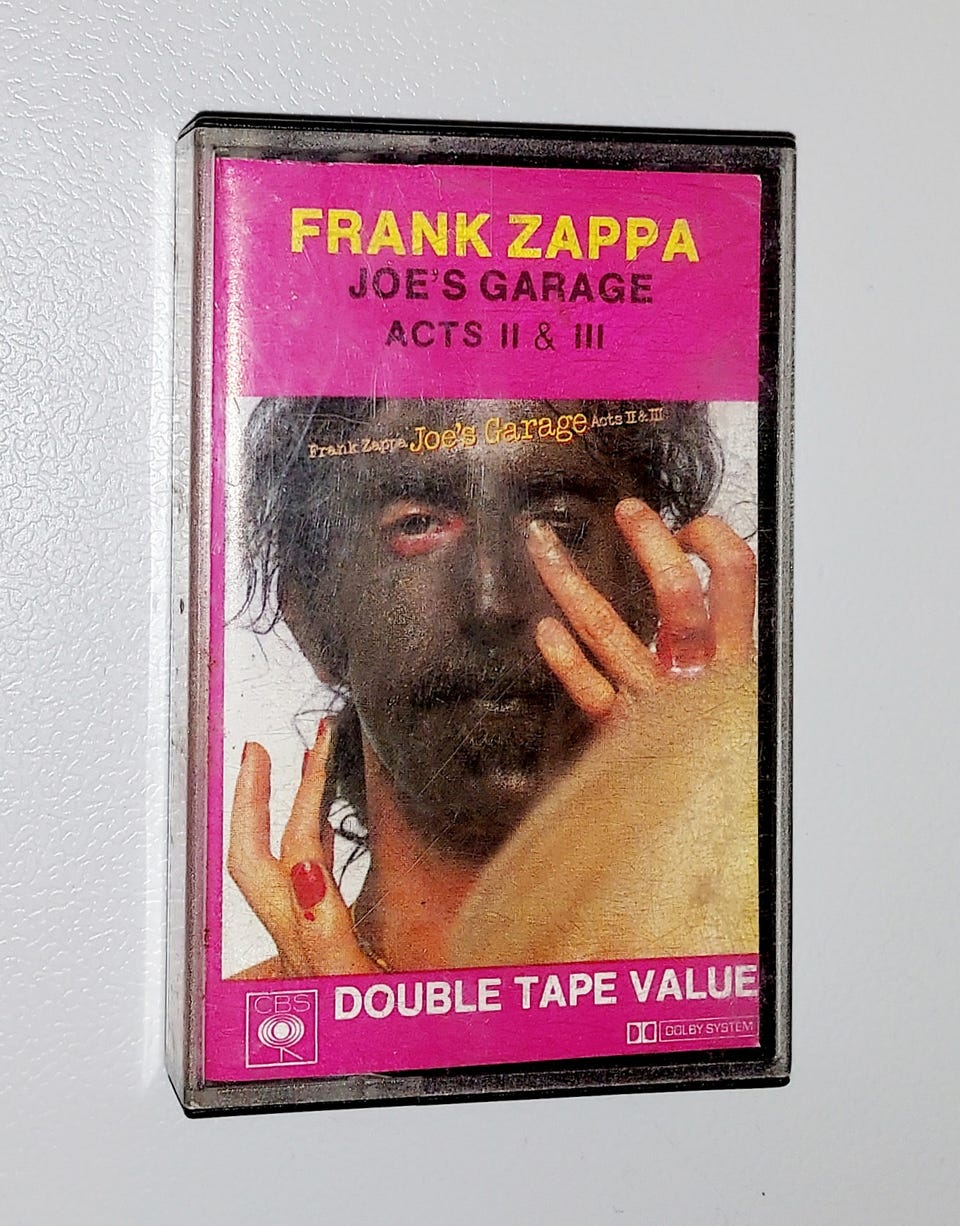 FRANK ZAPPA
JOE'S GARAGE
ACTS II & III
Frank Zappa Joe's Garage Acts II & III
CBS
DOUBLE TAPE VALUE
DOLBY SYSTEM